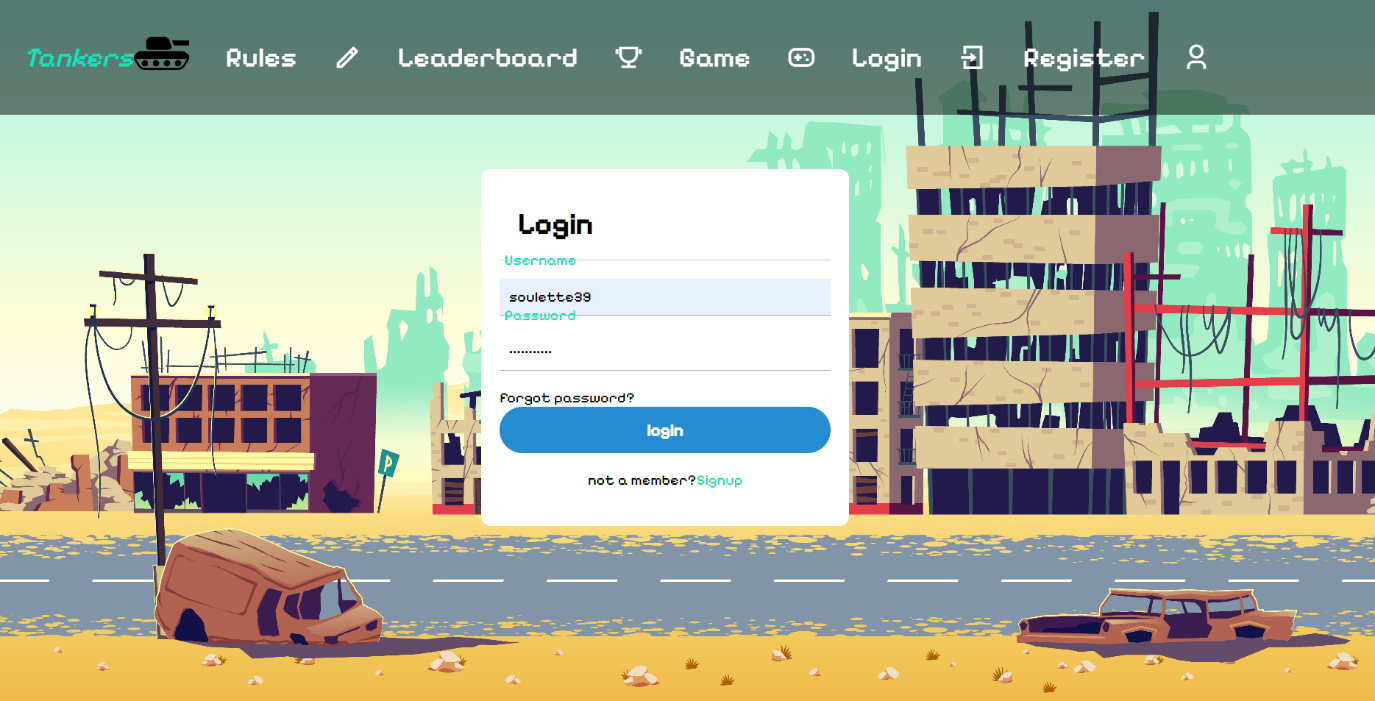 Tankers Rules Leaderboard Game Login Register
Login
Username
soulette39
Password
...........
Forgot password?
login
not a member?Signup
P